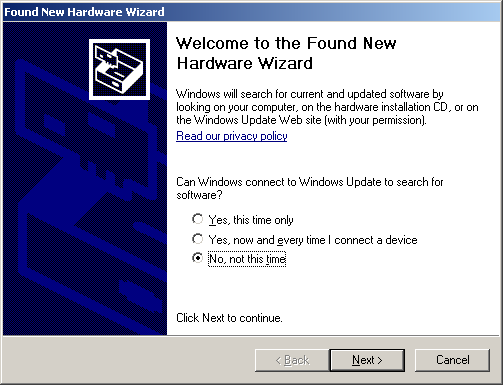 Found New Hardware Wizard
Welcome to the Found New
Hardware Wizard
Windows will search for current and updated software by
looking on your computer, on the hardware installation CD, or on
the Windows Update Web site (with your permission).
Read our privacy policy
Can Windows connect to Windows Update to search for
software?
Yes, this time only
Yes, now and every time I connect a device
No, not this time
Click Next to continue.
< Back
Next >
Cancel